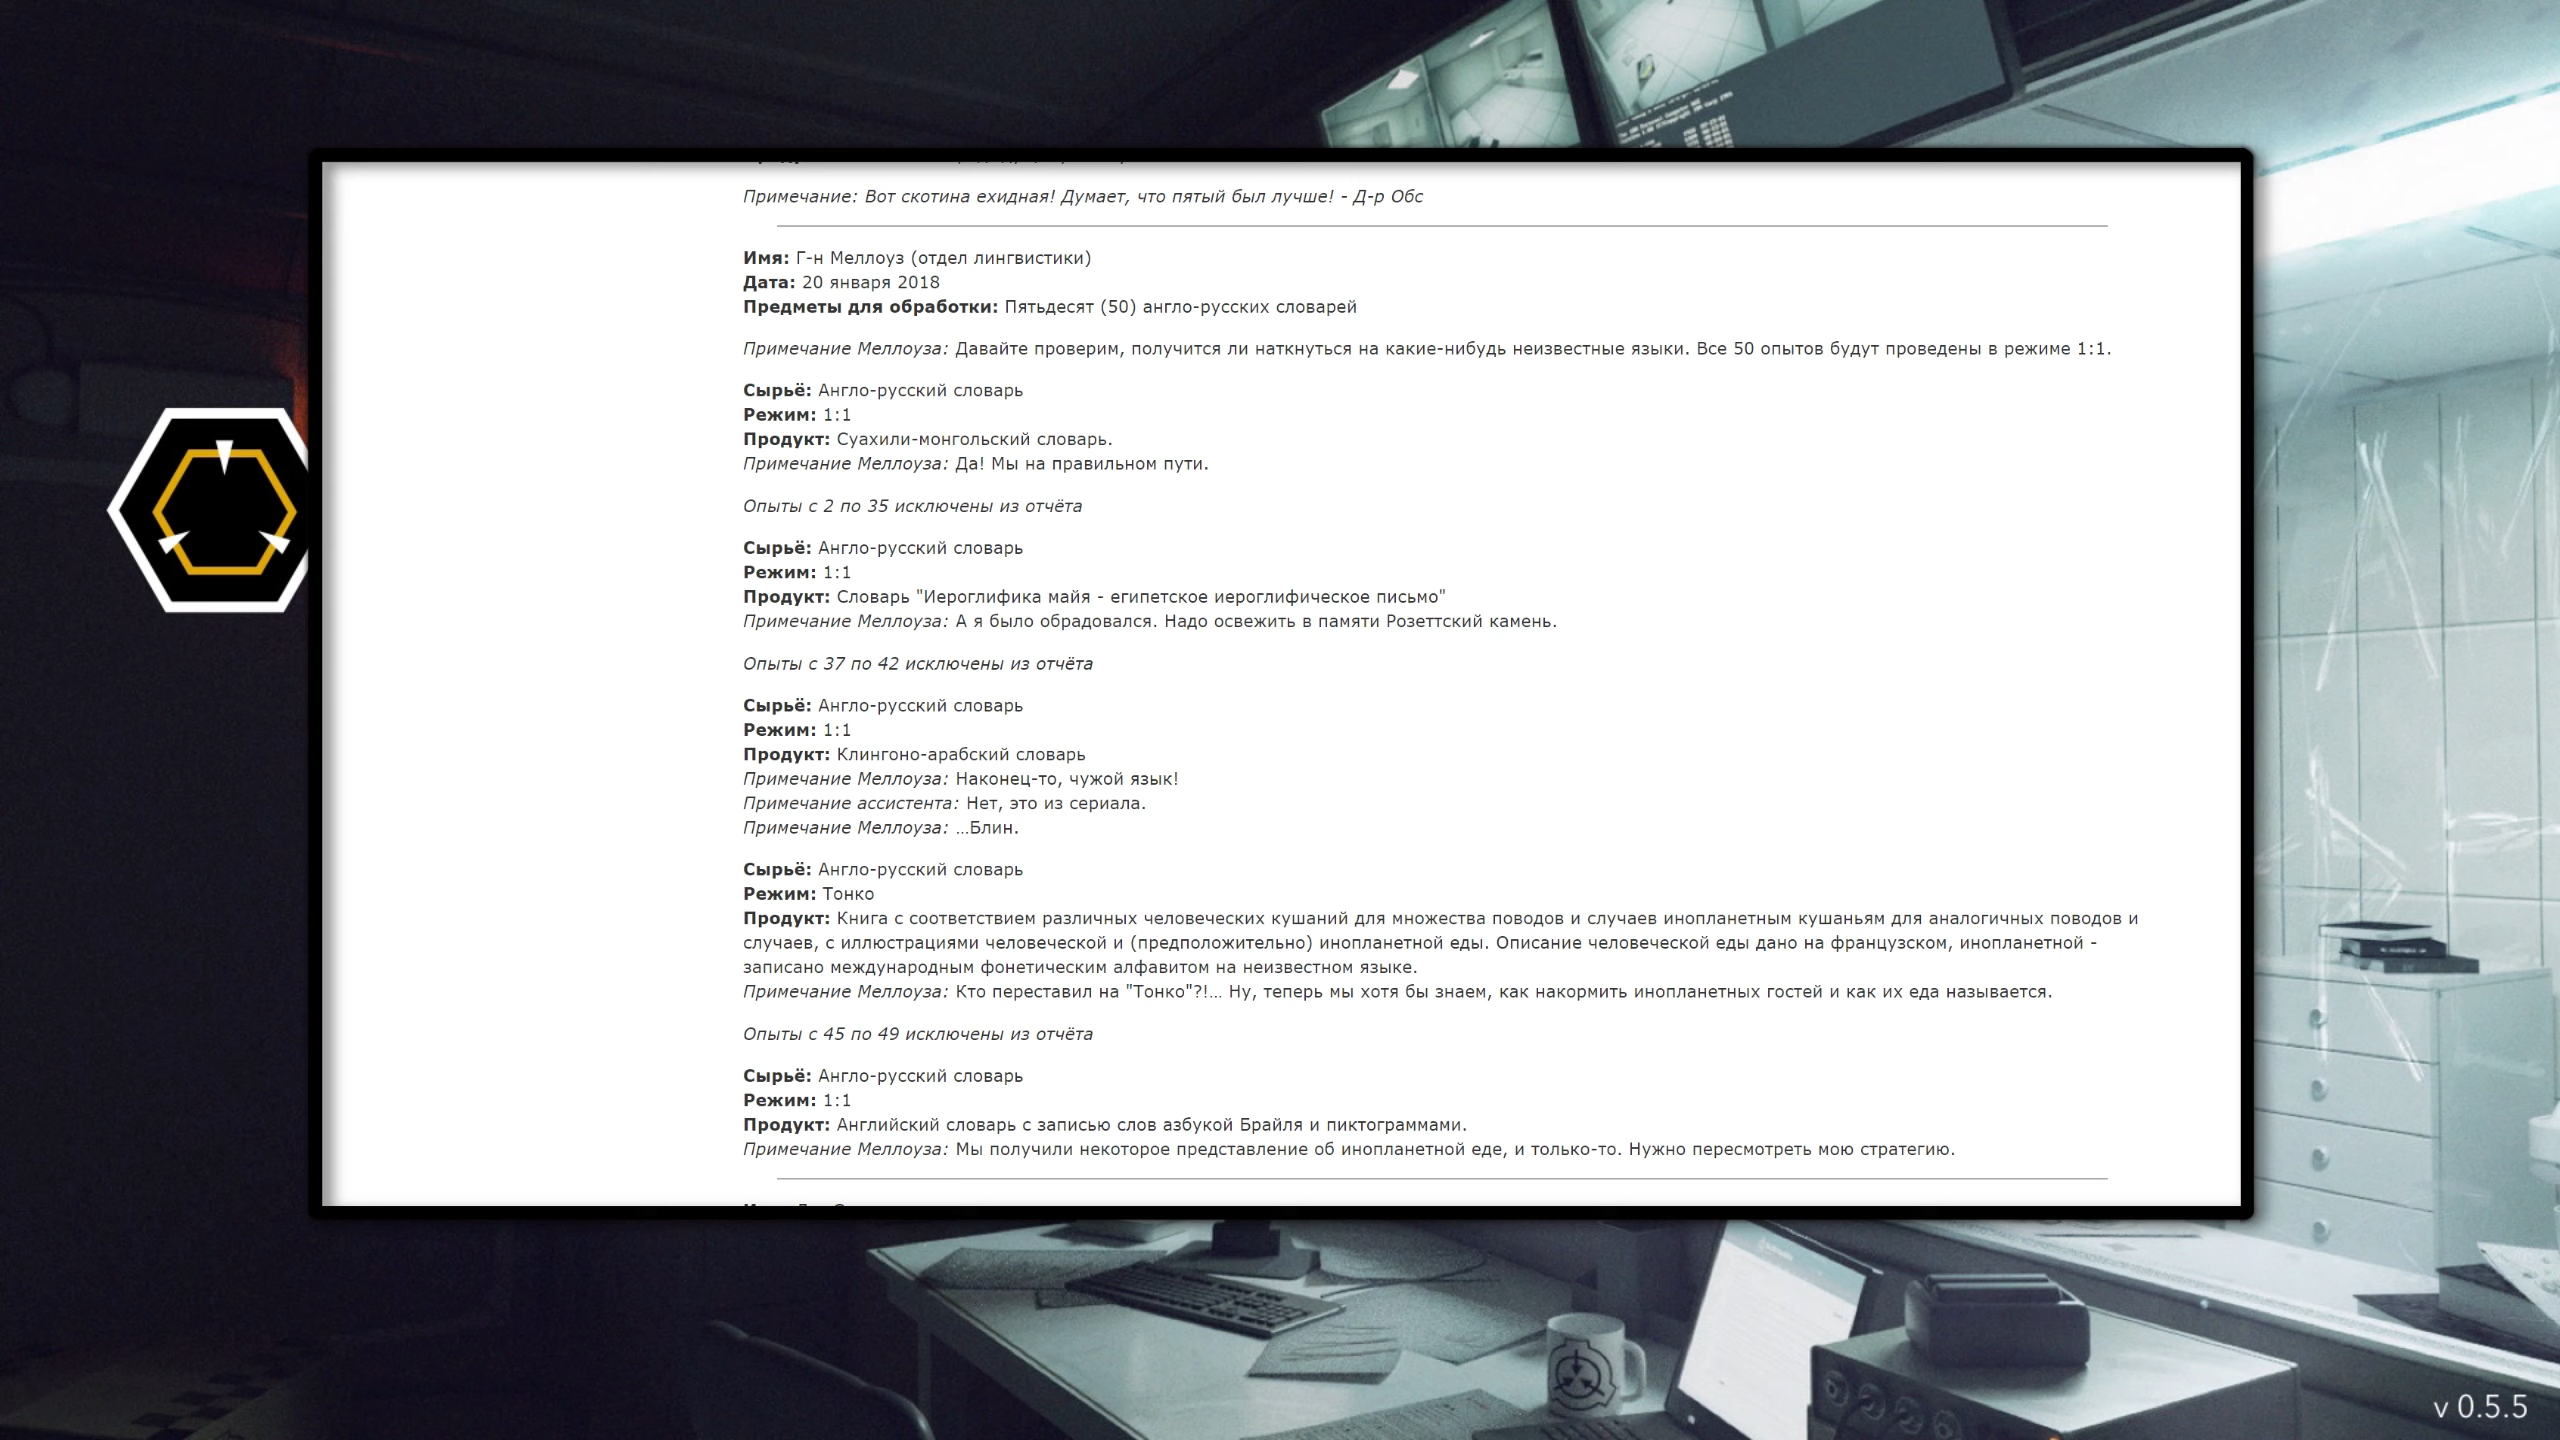 Примечание: Вот скотина ехидная! Думает, что пятый был лучше! - Д-р Обс
Имя: Г-н Меллоуз (отдел лингвистики)
Дата: 20 января 2018
Предметы для обработки: Пятьдесят (50) англо-русских словарей
Примечание Меллоуза: Давайте проверим, получится ли наткнуться на какие-нибудь неизвестные языки. Все 50 опытов будут проведены в режиме 1:1.
Сырьё: Англо-русский словарь
Режим: 1:1
Продукт: Суахили-монгольский словарь.
Примечание Меллоуза: Да! Мы на правильном пути.
Опыты с 2 по 35 исключены из отчёта
Сырьё: Англо-русский словарь
Режим: 1:1
Продукт: Словарь "Иероглифика майя - египетское иероглифическое письмо"
Примечание Меллоуза: А я было обрадовался. Надо освежить в памяти Розеттский камень.
Опыты с 37 по 42 исключены из отчёта
Сырьё: Англо-русский словарь
Режим: 1:1
Продукт: Клингоно-арабский словарь
Примечание Меллоуза: Наконец-то, чужой язык!
Примечание ассистента: Нет, это из сериала.
Примечание Меллоуза: …Блин.
Сырьё: Англо-русский словарь
Режим: Тонко
Продукт: Книга с соответствием различных человеческих кушаний для множества поводов и случаев инопланетным кушаньям для аналогичных поводов и
случаев, с иллюстрациями человеческой и (предположительно) инопланетной еды. Описание человеческой еды дано на французском, инопланетной -
записано международным фонетическим алфавитом на неизвестном языке.
Примечание Меллоуза: Кто переставил на "Тонко"?!… Ну, теперь мы хотя бы знаем, как накормить инопланетных гостей и как их еда называется.
Опыты с 45 по 49 исключены из отчёта
Сырьё: Англо-русский словарь
Режим: 1:1
Продукт: Английский словарь с записью слов азбукой Брайля и пиктограммами.
Примечание Меллоуза: Мы получили некоторое представление об инопланетной еде, и только-то. Нужно пересмотреть мою стратегию.
v 0.5.5